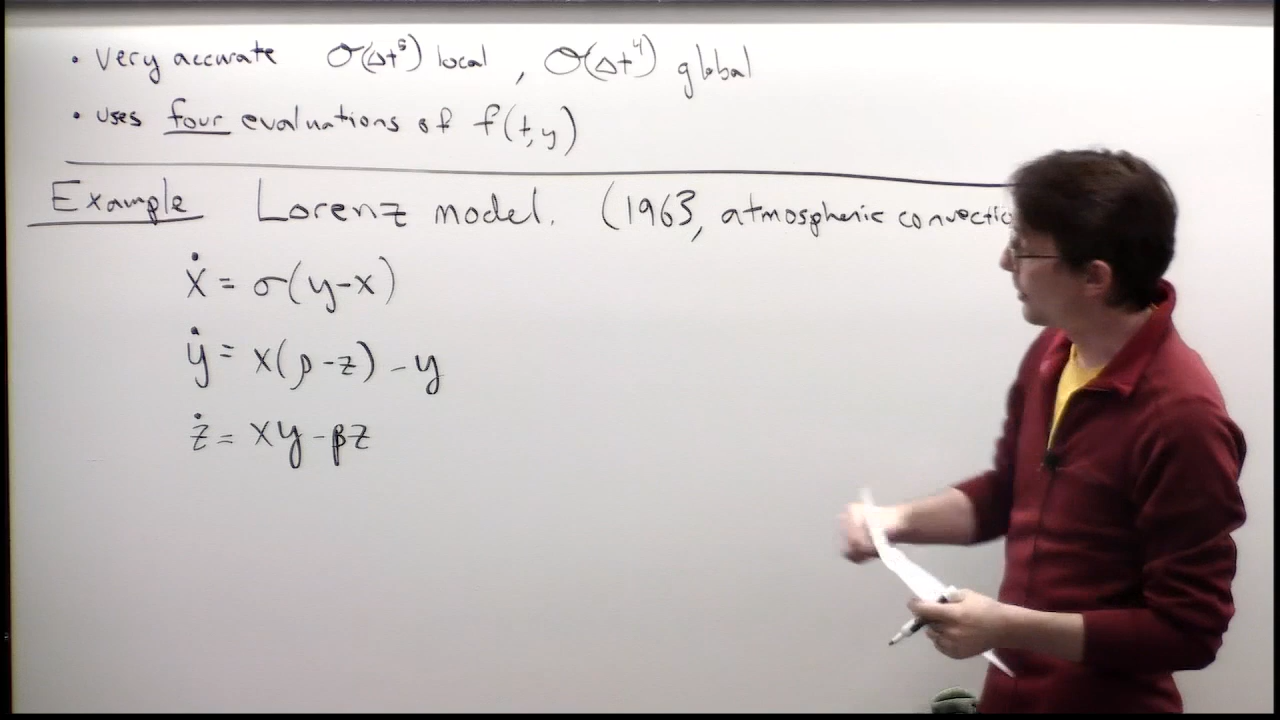 • Very accurate O(Δt⁵) local, O(Δt⁴) global
• uses four evaluations of f(t,y)
Example Lorenz model. (1963, atmospheric convectio
ẋ = σ(y-x)
ẏ = x(ρ-z) - y
ż = xy - βz